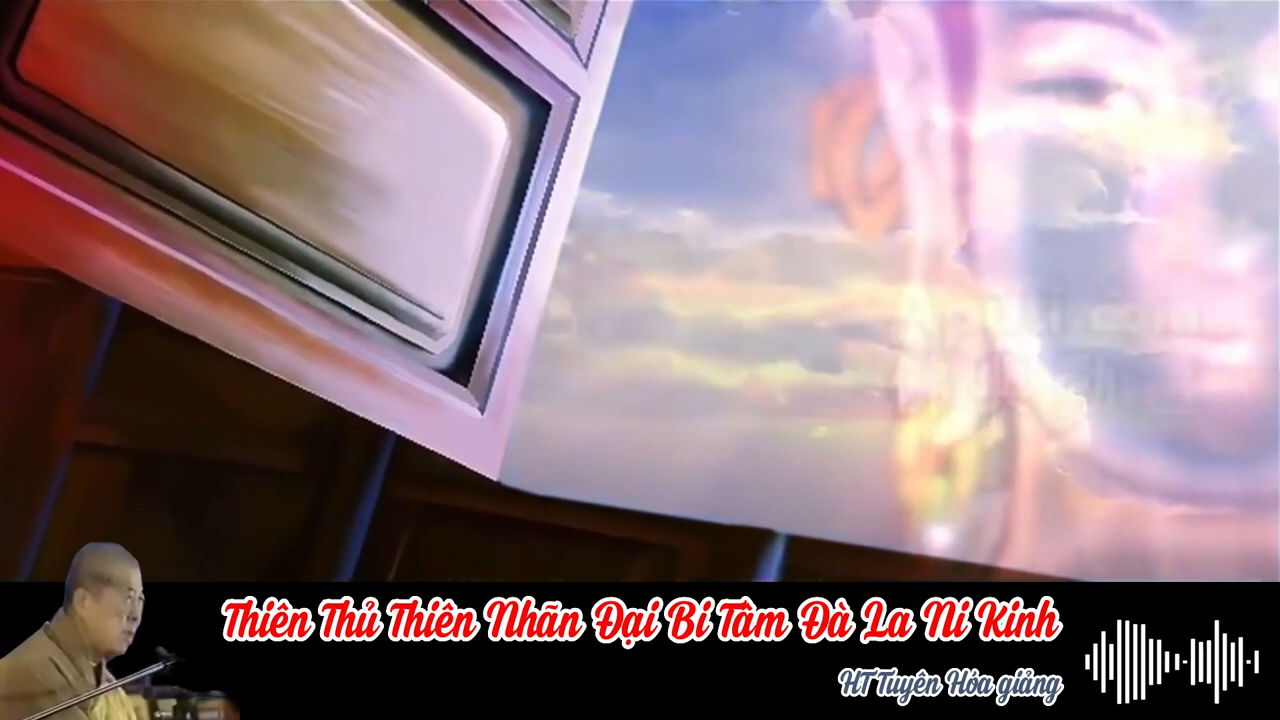 Thiên Thủ Thiên Nhãn Đại Bi Tâm Đà La Ni Kinh
HT Tuyên Hóa giảng